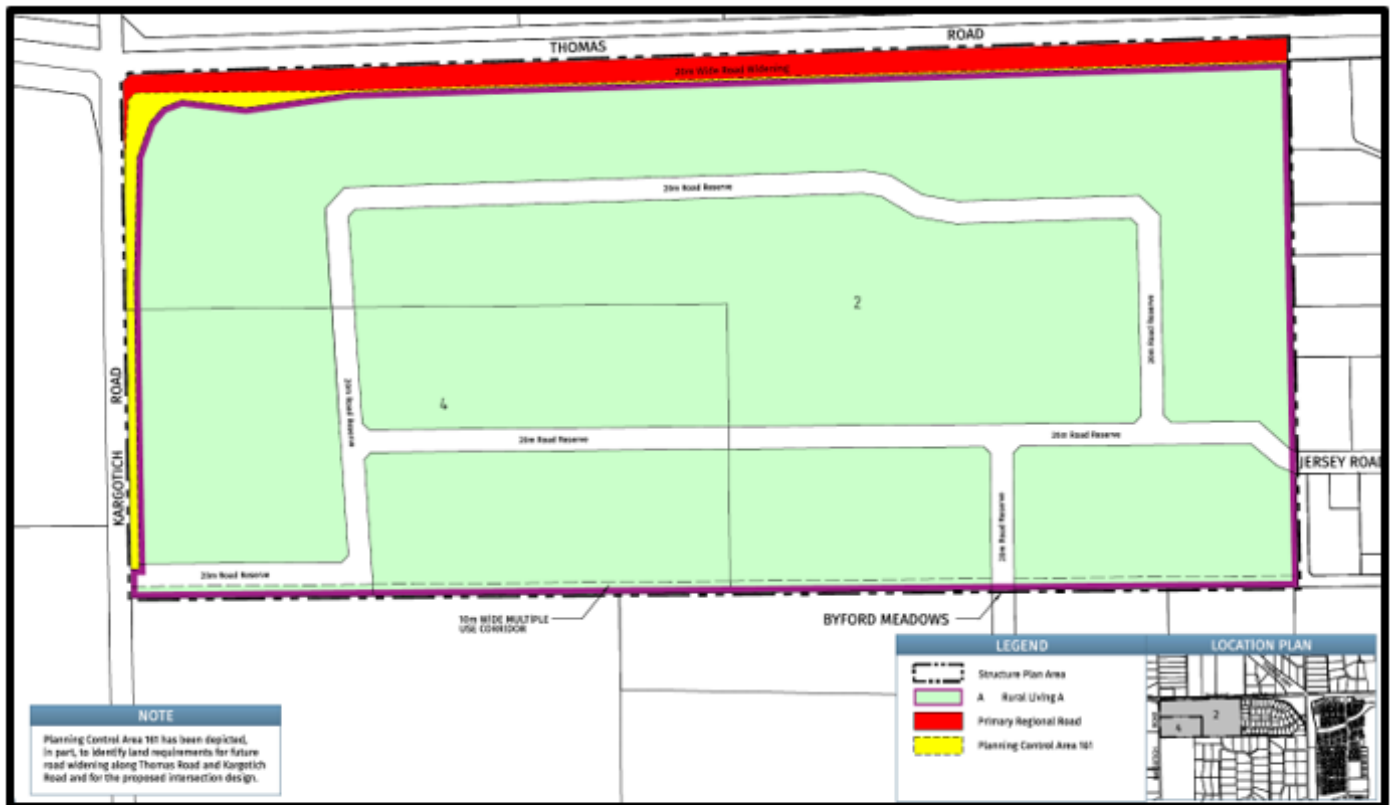 THOMAS
ROAD
20m Wide Road Widening
20m Road Reserve
20m Road Reserve
20m Road Reserve
2
4
20m Road Reserve
20m Road Reserve
20m Road Reserve
20m Road Reserve
KARGOTICH ROAD
JERSEY ROAD
10m WIDE MULTIPLE
USE CORRIDOR
BYFORD MEADOWS
LEGEND
Structure Plan Area
A Rural Living A
Primary Regional Road
Planning Control Area 161
LOCATION PLAN
2
4
NOTE
Planning Control Area 161 has been depicted,
in part, to identify land requirements for future
road widening along Thomas Road and Kargotich
Road and for the proposed intersection design.